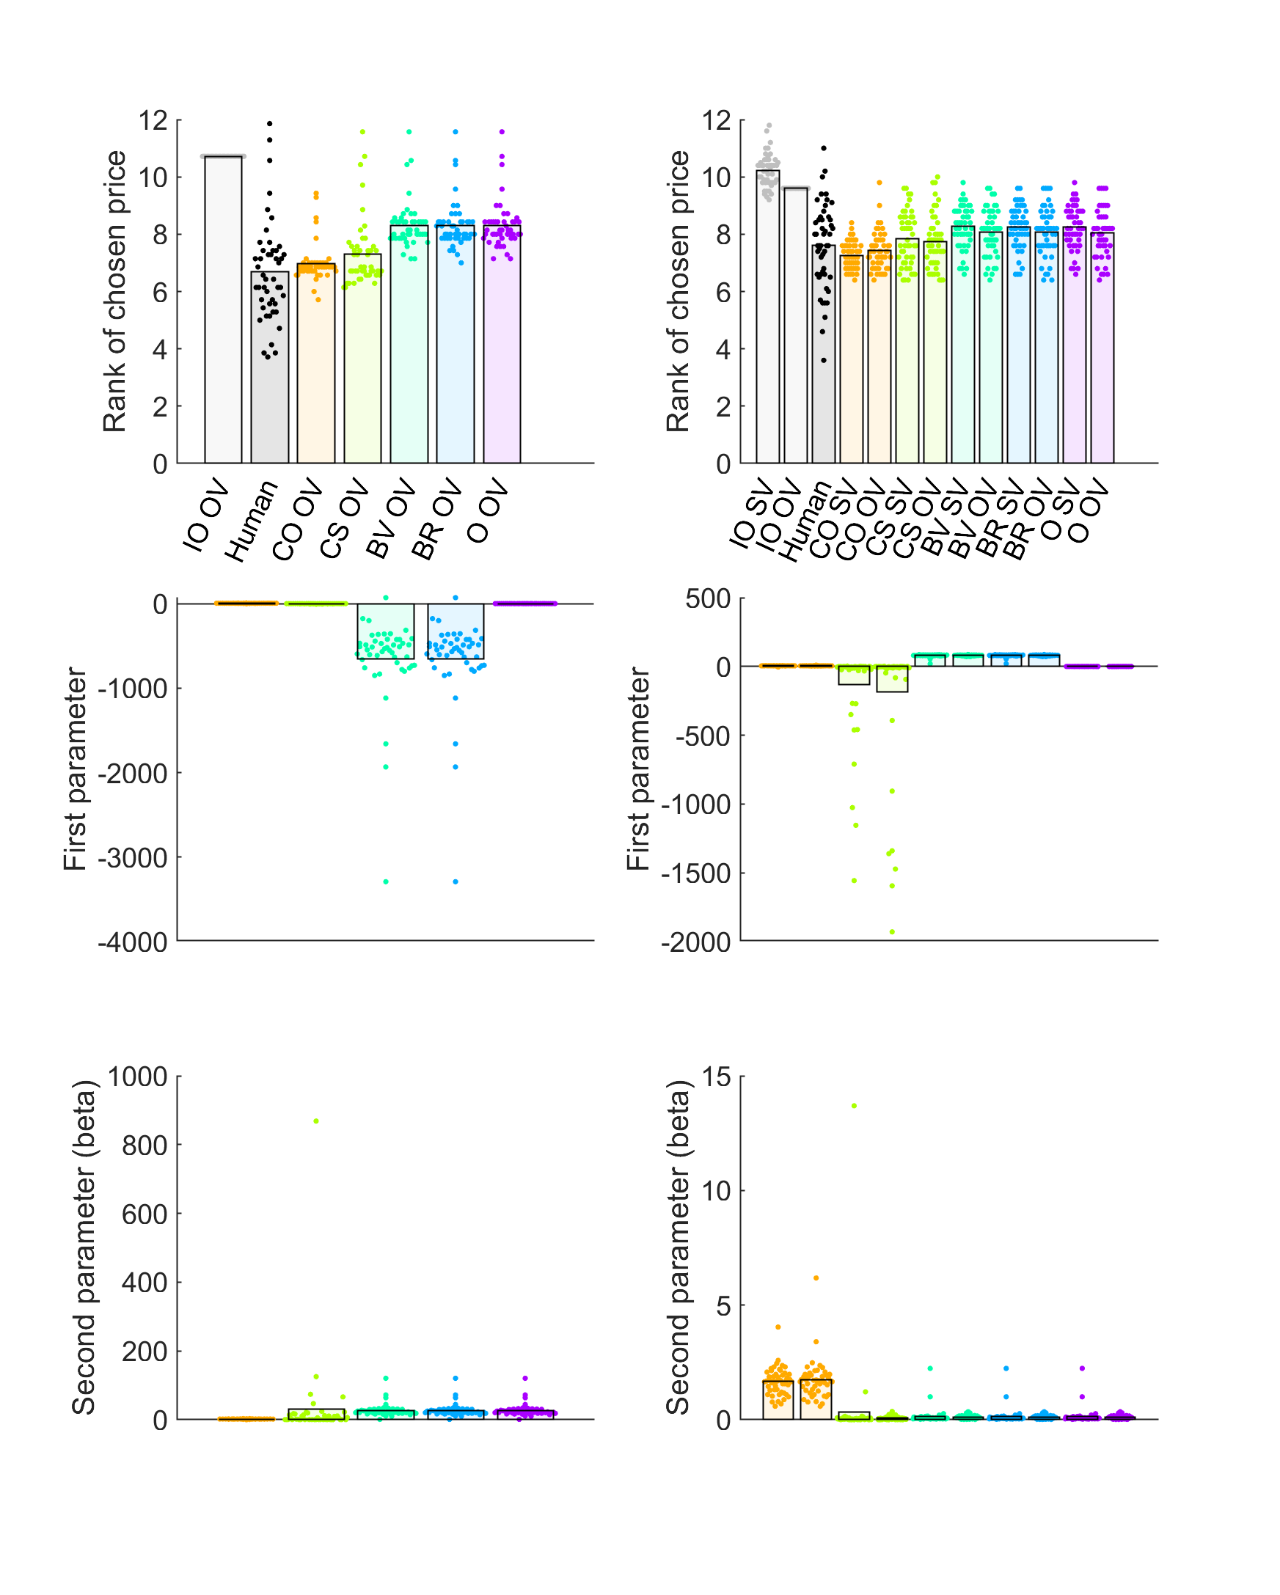 Rank of chosen price
12
10
8
6
4
2
0
IO OV
Human
CO OV
CS OV
BV OV
BR OV
O OV
Rank of chosen price
12
10
8
6
4
2
0
IO SV
IO OV
Human
CO SV
CO OV
CS SV
CS OV
BV SV
BV OV
BR SV
BR OV
O SV
O OV
First parameter
0
-1000
-2000
-3000
-4000
First parameter
500
0
-500
-1000
-1500
-2000
Second parameter (beta)
1000
800
600
400
200
0
Second parameter (beta)
15
10
5
0